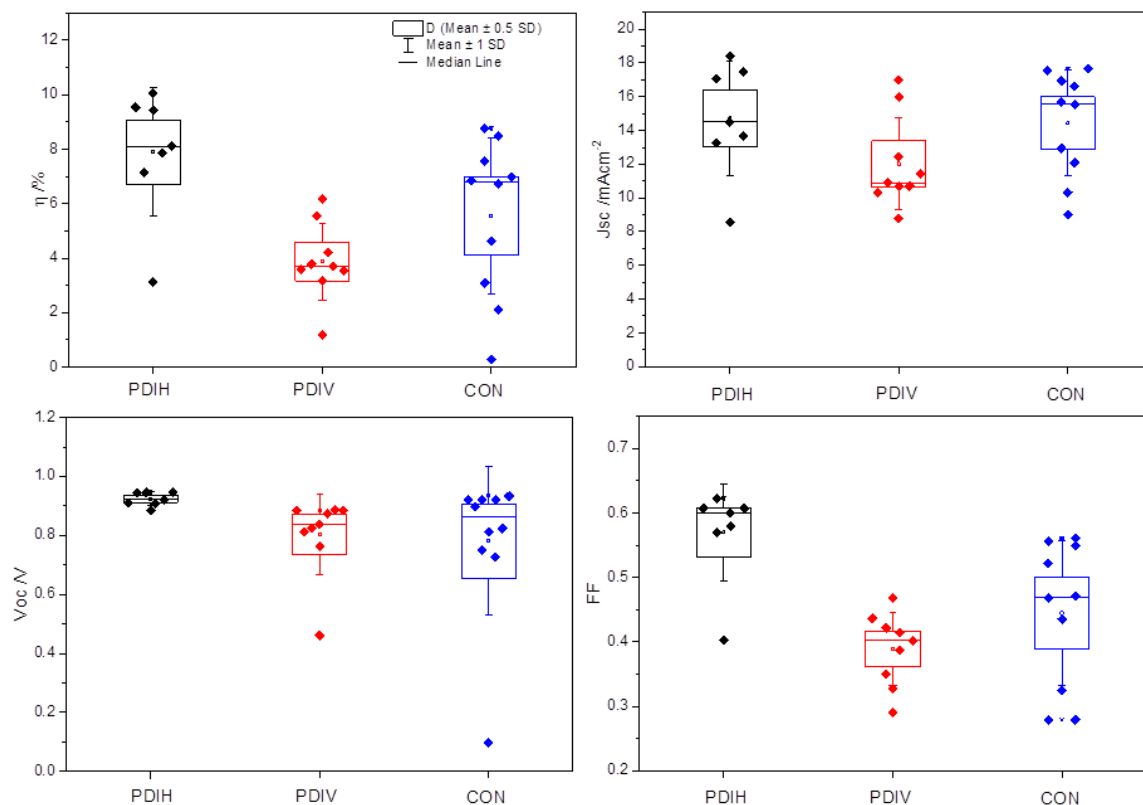 D (Mean ± 0.5 SD)
Mean ± 1 SD
Median Line
η /%
12
10
8
6
4
2
0
PDIH PDIV CON
Jsc /mAcm-2
20
18
16
14
12
10
8
6
4
2
0
PDIH PDIV CON
Voc /V
1.2
1.0
0.8
0.6
0.4
0.2
0.0
PDIH PDIV CON
FF
0.7
0.6
0.5
0.4
0.3
0.2
PDIH PDIV CON